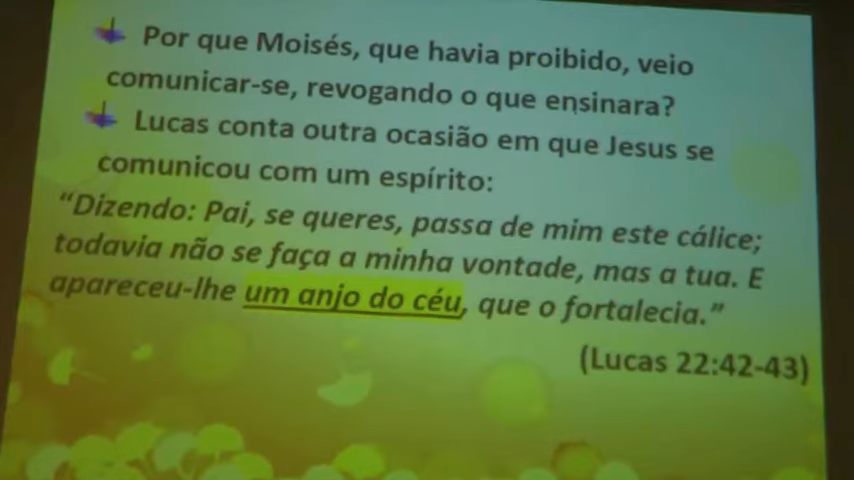 Por que Moisés, que havia proibido, veio
comunicar-se, revogando o que ensinara?
Lucas conta outra ocasião em que Jesus se
comunicou com um espírito:
“Dizendo: Pai, se queres, passa de mim este cálice;
todavia não se faça a minha vontade, mas a tua. E
apareceu-lhe um anjo do céu, que o fortalecia.”
(Lucas 22:42-43)